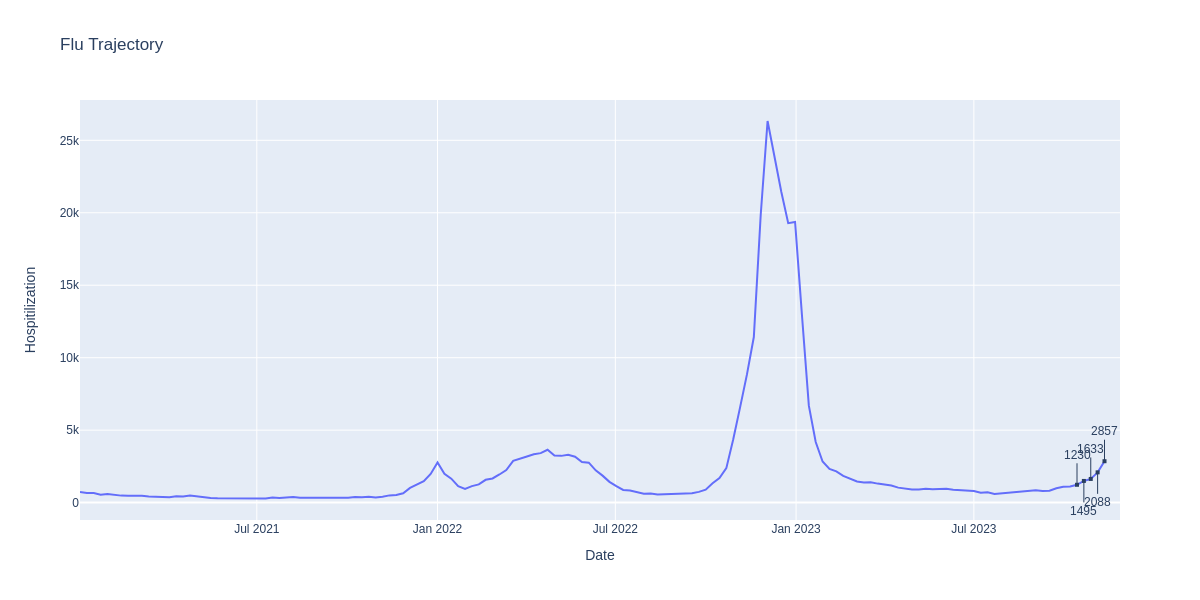 Flu Trajectory
Hospitilization
25k
20k
15k
10k
5k
0
2857
1633
1230
2088
1495
Jul 2021
Jan 2022
Jul 2022
Jan 2023
Jul 2023
Date